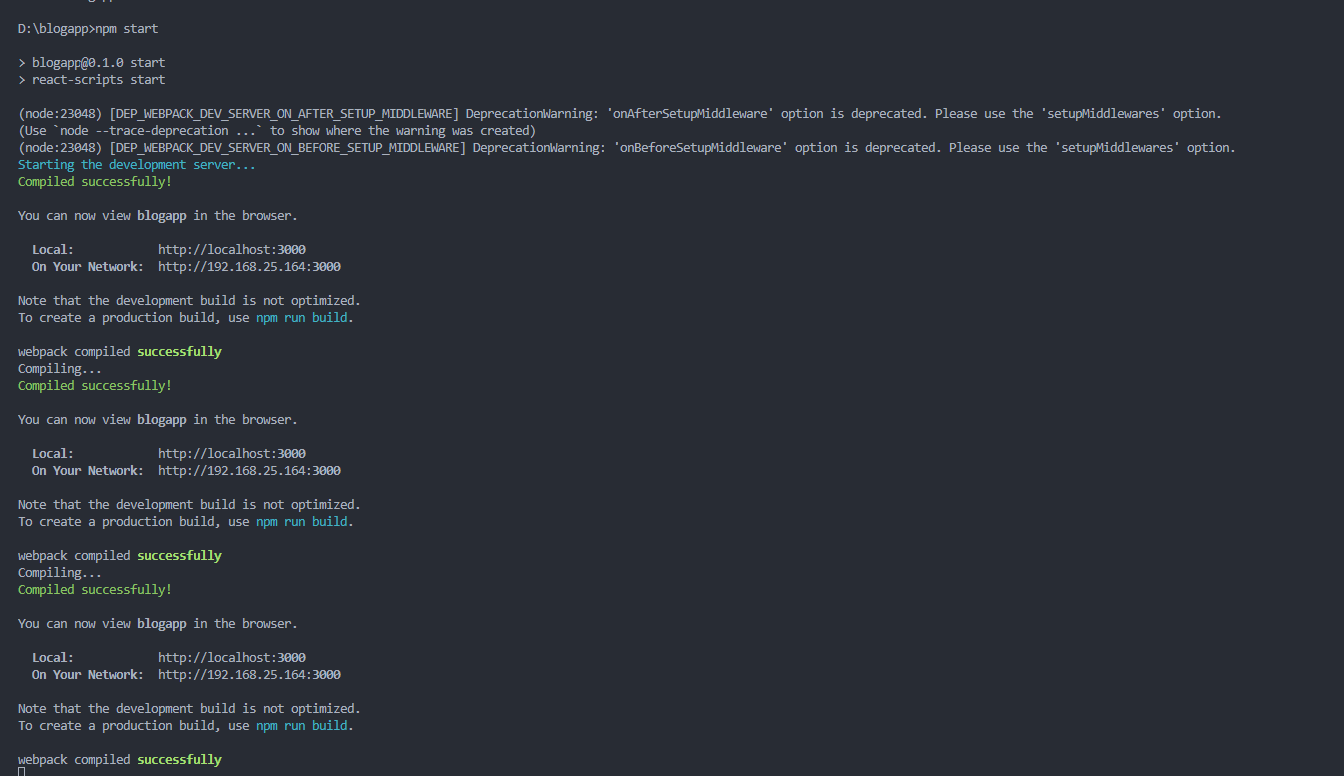 D:\blogapp>npm start
> blogapp@0.1.0 start
> react-scripts start
(node:23048) [DEP_WEBPACK_DEV_SERVER_ON_AFTER_SETUP_MIDDLEWARE] DeprecationWarning: 'onAfterSetupMiddleware' option is deprecated. Please use the 'setupMiddlewares' option.
(Use `node --trace-deprecation ...` to show where the warning was created)
(node:23048) [DEP_WEBPACK_DEV_SERVER_ON_BEFORE_SETUP_MIDDLEWARE] DeprecationWarning: 'onBeforeSetupMiddleware' option is deprecated. Please use the 'setupMiddlewares' option.
Starting the development server...
Compiled successfully!
You can now view blogapp in the browser.
Local: http://localhost:3000
On Your Network: http://192.168.25.164:3000
Note that the development build is not optimized.
To create a production build, use npm run build.
webpack compiled successfully
Compiling...
Compiled successfully!
You can now view blogapp in the browser.
Local: http://localhost:3000
On Your Network: http://192.168.25.164:3000
Note that the development build is not optimized.
To create a production build, use npm run build.
webpack compiled successfully
Compiling...
Compiled successfully!
You can now view blogapp in the browser.
Local: http://localhost:3000
On Your Network: http://192.168.25.164:3000
Note that the development build is not optimized.
To create a production build, use npm run build.
webpack compiled successfully